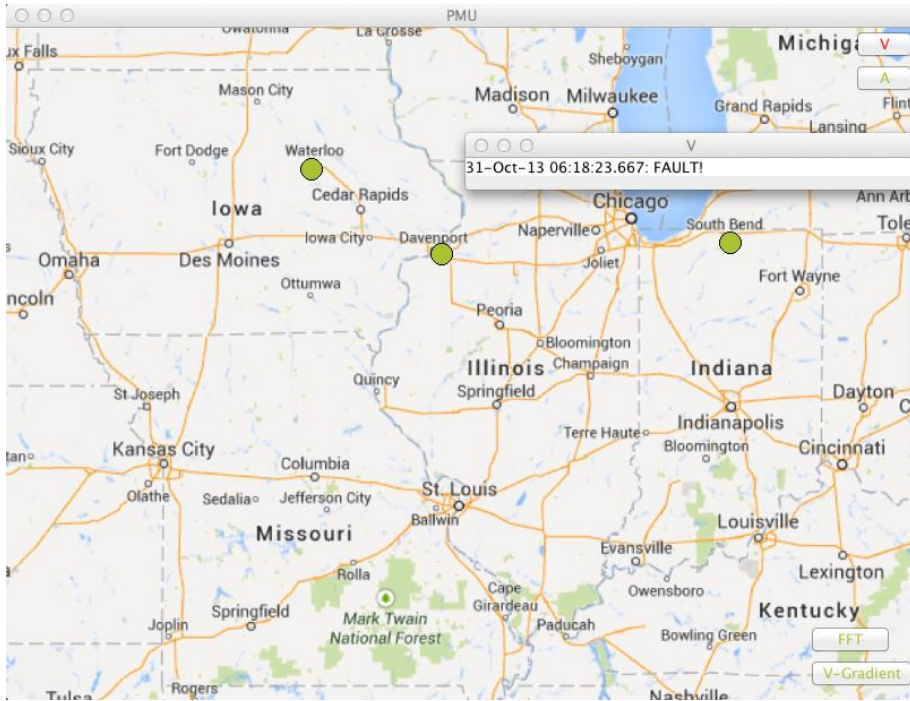 PMU
Owatonna
La Crosse
ux Falls
Sheboygan
Michiga
V
A
Mason City
Madison
Milwaukee
Grand Rapids
Flint
Lansing
Sioux City
Fort Dodge
Waterloo
V
31-Oct-13 06:18:23.667: FAULT!
Cedar Rapids
Chicago
Ann Arb
Iowa
Iowa City
Davenport
Naperville
South Bend
Tole
Omaha
Des Moines
Joliet
Fort Wayne
Ottumwa
ncoln
Peoria
Bloomington
Illinois
Champaign
Indiana
Quincy
Springfield
St Joseph
Dayton
C
Indianapolis
Terre Haute
Bloomington
Cincinnati
tan
Kansas City
Columbia
Olathe
Sedalia
Jefferson City
St. Louis
Ballwin
Missouri
Louisville
Evansville
Rolla
Lexington
Cape
Girardeau
Owensboro
Springfield
Mark Twain
National Forest
Kentucky
Joplin
Paducah
Bowling Green
FFT
V-Gradient
Rogers
Tulsa
Nashville